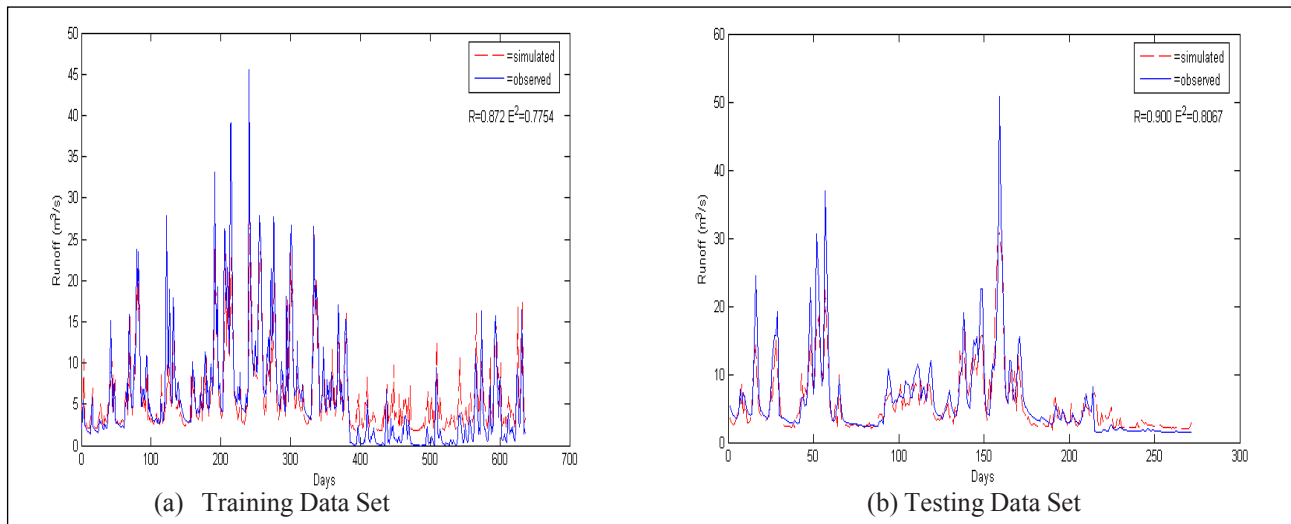 50
45
40
35
30
25
20
15
10
5
0
0 100 200 300 400 500 600 700
Runoff (m³/s)
Days
=simulated
=observed
R=0.872 E²=0.7754
(a) Training Data Set
60
50
40
30
20
10
0
0 50 100 150 200 250 300
Runoff (m³/s)
Days
=simulated
=observed
R=0.900 E²=0.8067
(b) Testing Data Set